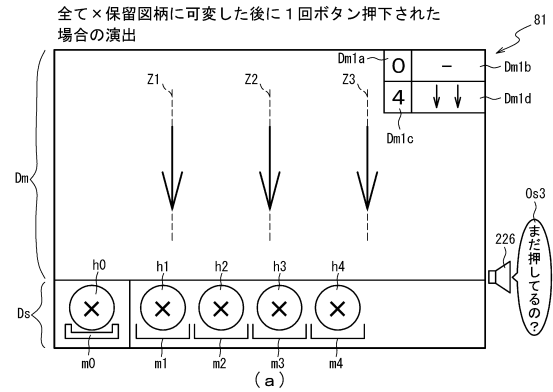 全て×保留図柄に可変した後に1回ボタン押下された
場合の演出
81
Dm1a
0
−
Dm1b
4
↓↓
Dm1d
Dm1c
Z1 Z2 Z3
Dm
Os3
226
まだ押してるの?
h0 h1 h2 h3 h4
Ds
× × × × ×
m0 m1 m2 m3 m4
(a)